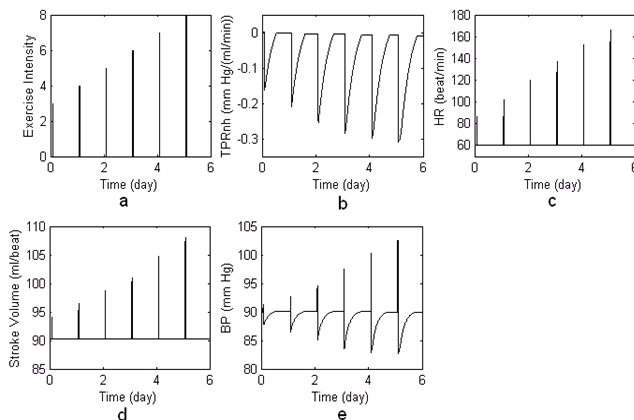 8
6
4
2
0
Exercise Intensity
0 2 4 6
Time (day)
a
0
-0.1
-0.2
-0.3
TPRnh (mm Hg/(ml/min))
0 2 4 6
Time (day)
b
180
160
140
120
100
80
60
HR (beat/min)
0 2 4 6
Time (day)
c
110
105
100
95
90
85
Stroke Volume (ml/beat)
0 2 4 6
Time (day)
d
105
100
95
90
85
80
BP (mm Hg)
0 2 4 6
Time (day)
e